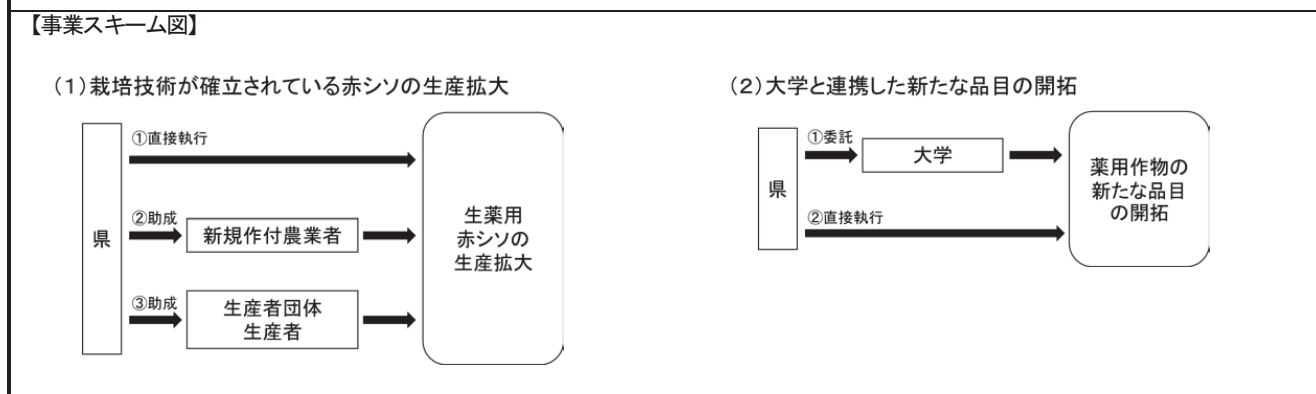 【事業スキーム図】
(1)栽培技術が確立されている赤シソの生産拡大
県
①直接執行
②助成
新規作付農業者
③助成
生産者団体
生産者
生薬用
赤シソの
生産拡大
(2)大学と連携した新たな品目の開拓
県
①委託
大学
②直接執行
薬用作物の
新たな品目
の開拓